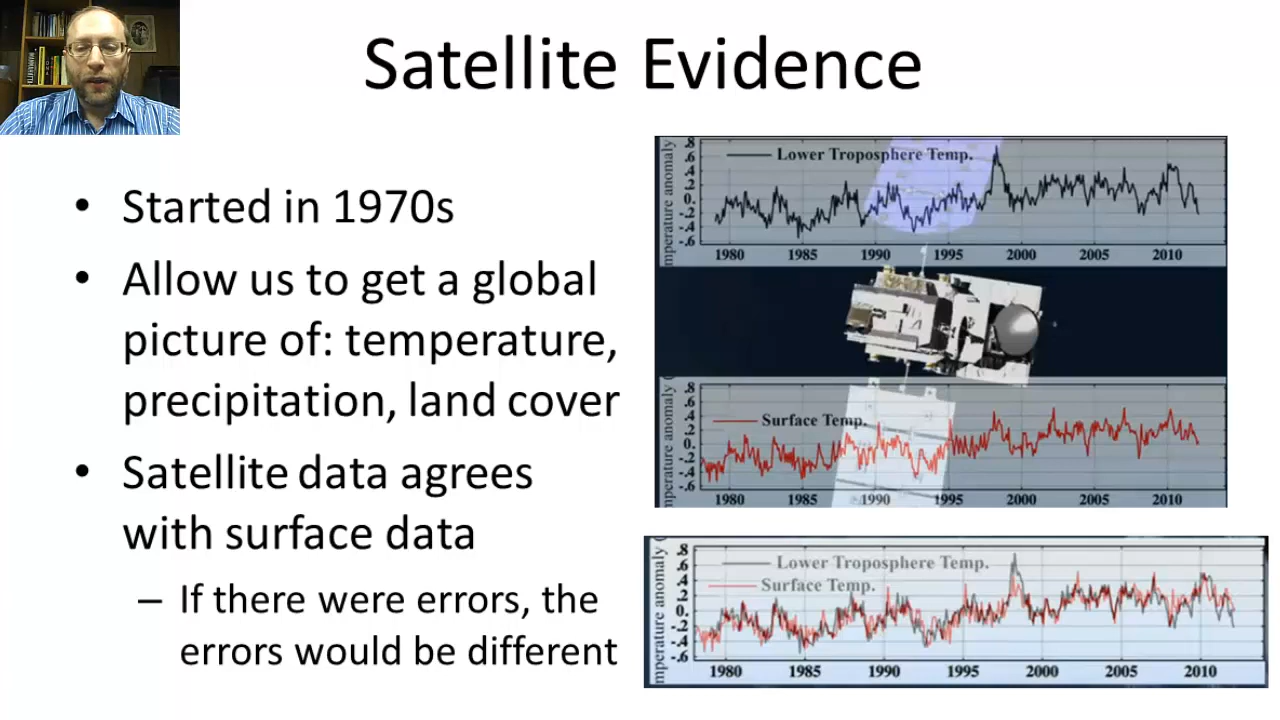 Satellite Evidence
• Started in 1970s
• Allow us to get a global
picture of: temperature,
precipitation, land cover
• Satellite data agrees
with surface data
– If there were errors, the
errors would be different
mperature anomaly (
.8
.6
.4
.2
0.
-.2
-.4
-.6
Lower Troposphere Temp.
1980 1985 1990 1995 2000 2005 2010
mperature anomaly (
.8
.6
.4
.2
0.
-.2
-.4
-.6
Surface Temp.
1980 1985 1990 1995 2000 2005 2010
mperature anomaly (
.8
.6
.4
.2
0.
-.2
-.4
-.6
Lower Troposphere Temp.
Surface Temp.
1980 1985 1990 1995 2000 2005 2010